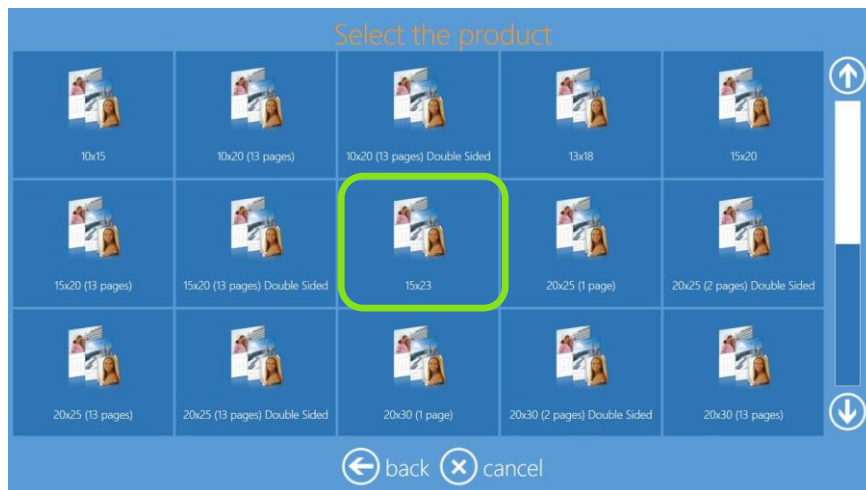 Select the product
10x15
10x20 (13 pages)
10x20 (13 pages) Double Sided
13x18
15x20
15x20 (13 pages)
15x20 (13 pages) Double Sided
15x23
20x25 (1 page)
20x25 (2 pages) Double Sided
20x25 (13 pages)
20x25 (13 pages) Double Sided
20x30 (1 page)
20x30 (2 pages) Double Sided
20x30 (13 pages)
back cancel